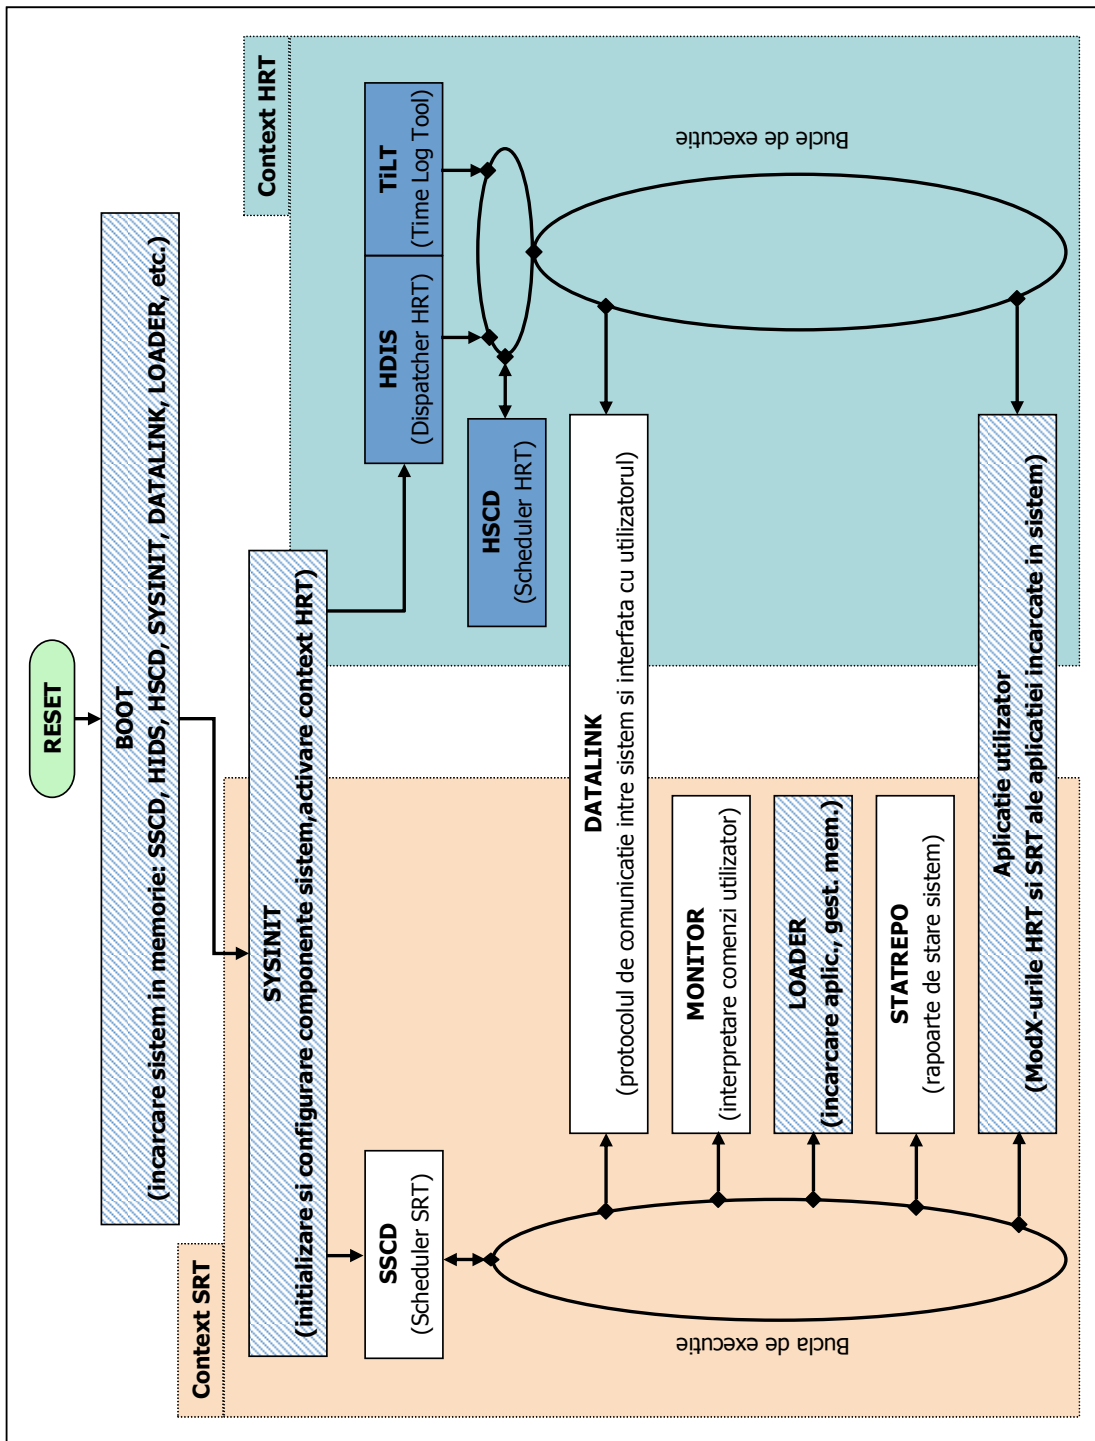 RESET
BOOT
(incarcare sistem in memorie: SSCD, HIDS, HSCD, SYSINIT, DATALINK, LOADER, etc.)
Context SRT
Context HRT
SYSINIT
(initializare si configurare componente sistem,activare context HRT)
SSCD
(Scheduler SRT)
HDIS
(Dispatcher HRT)
TiLT
(Time Log Tool)
HSCD
(Scheduler HRT)
Bucla de executie
Bucle de executie
DATALINK
(protocolul de comunicatie intre sistem si interfata cu utilizatorul)
MONITOR
(interpretare comenzi utilizator)
LOADER
(incarcare aplic., gest. mem.)
STATREPO
(rapoarte de stare sistem)
Aplicatie utilizator
(ModX-urile HRT si SRT ale aplicatiei incarcate in sistem)